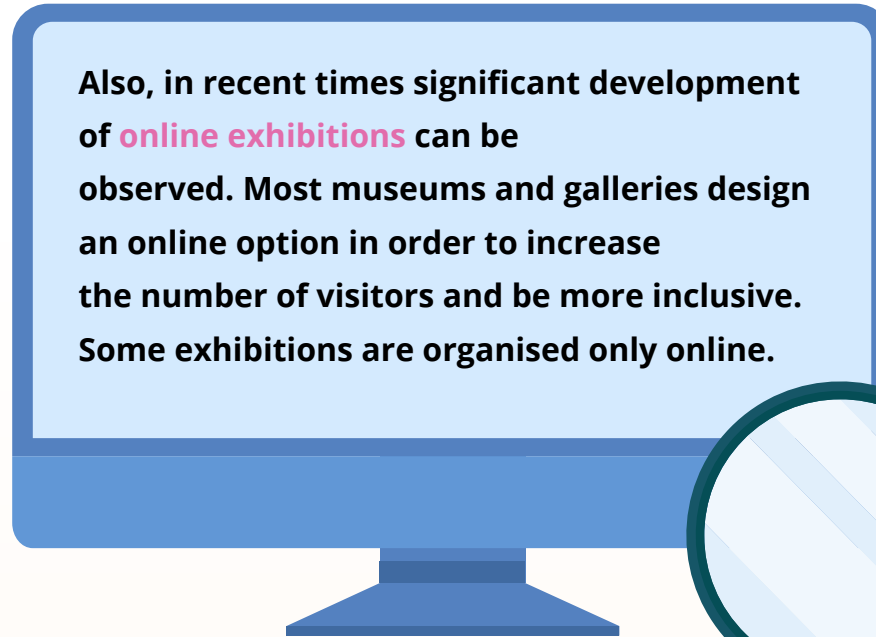 Also, in recent times significant development
of online exhibitions can be
observed. Most museums and galleries design
an online option in order to increase
the number of visitors and be more inclusive.
Some exhibitions are organised only online.